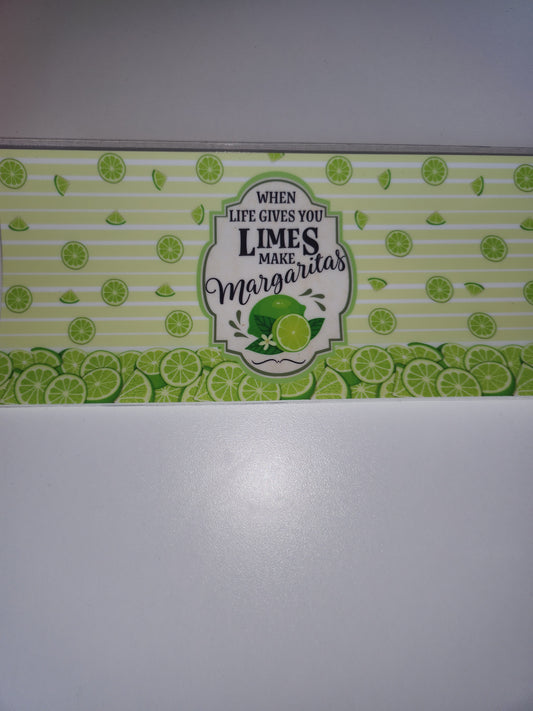 WHEN
LIFE GIVES YOU
LIMES
MAKE
Margaritas